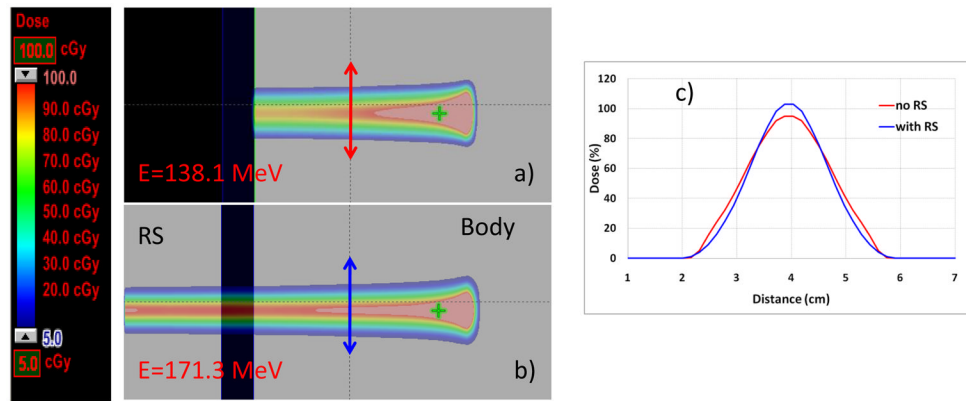 Dose
100.0 cGy
100.0
90.0 cGy
80.0 cGy
70.0 cGy
60.0 cGy
50.0 cGy
40.0 cGy
30.0 cGy
20.0 cGy
5.0
5.0 cGy
E=138.1 MeV
a)
RS
Body
E=171.3 MeV
b)
c)
no RS
with RS
Dose (%)
120
100
80
60
40
20
0
1 2 3 4 5 6 7
Distance (cm)